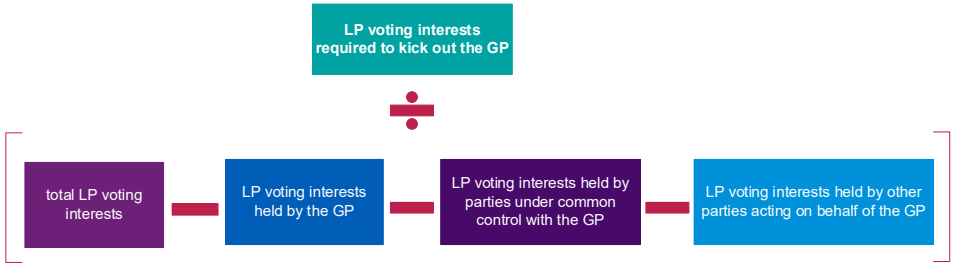 LP voting interests
required to kick out the GP
÷
total LP voting
interests
LP voting interests
held by the GP
LP voting interests held by
parties under common
control with the GP
LP voting interests held by other
parties acting on behalf of the GP